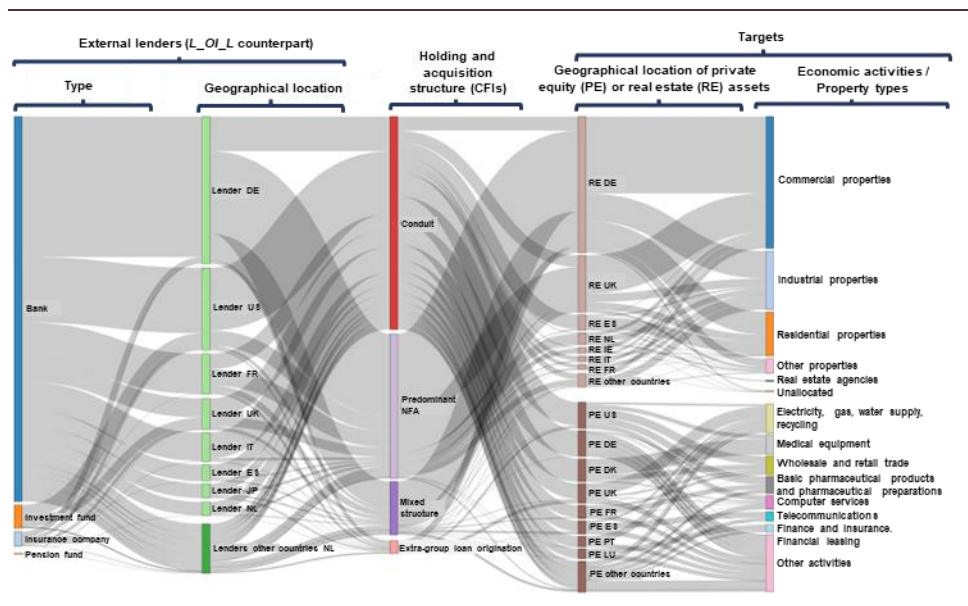 External lenders (L_OI_L counterpart)
Type
Geographical location
Holding and
acquisition
structure (CFIs)
Targets
Geographical location of private
equity (PE) or real estate (RE) assets
Economic activities /
Property types
Bank
Investment fund
Insurance company
Pension fund
Lender DE
Lender US
Lender FR
Lender UK
Lender IT
Lender ES
Lender JP
Lender NL
Lenders other countries NL
Conduit
Predominant
NFA
Mixed
structure
Extra-group loan origination
RE DE
RE UK
RE ES
RE NL
RE IE
RE IT
RE FR
RE other countries
PE US
PE DE
PE DK
PE UK
PE FR
PE ES
PE PT
PE LU
PE other countries
Commercial properties
Industrial properties
Residential properties
Other properties
Real estate agencies
Unallocated
Electricity, gas, water supply,
recycling
Medical equipment
Wholesale and retail trade
Basic pharmaceutical products
and pharmaceutical preparations
Computer services
Telecommunications
Finance and insurance.
Financial leasing
Other activities